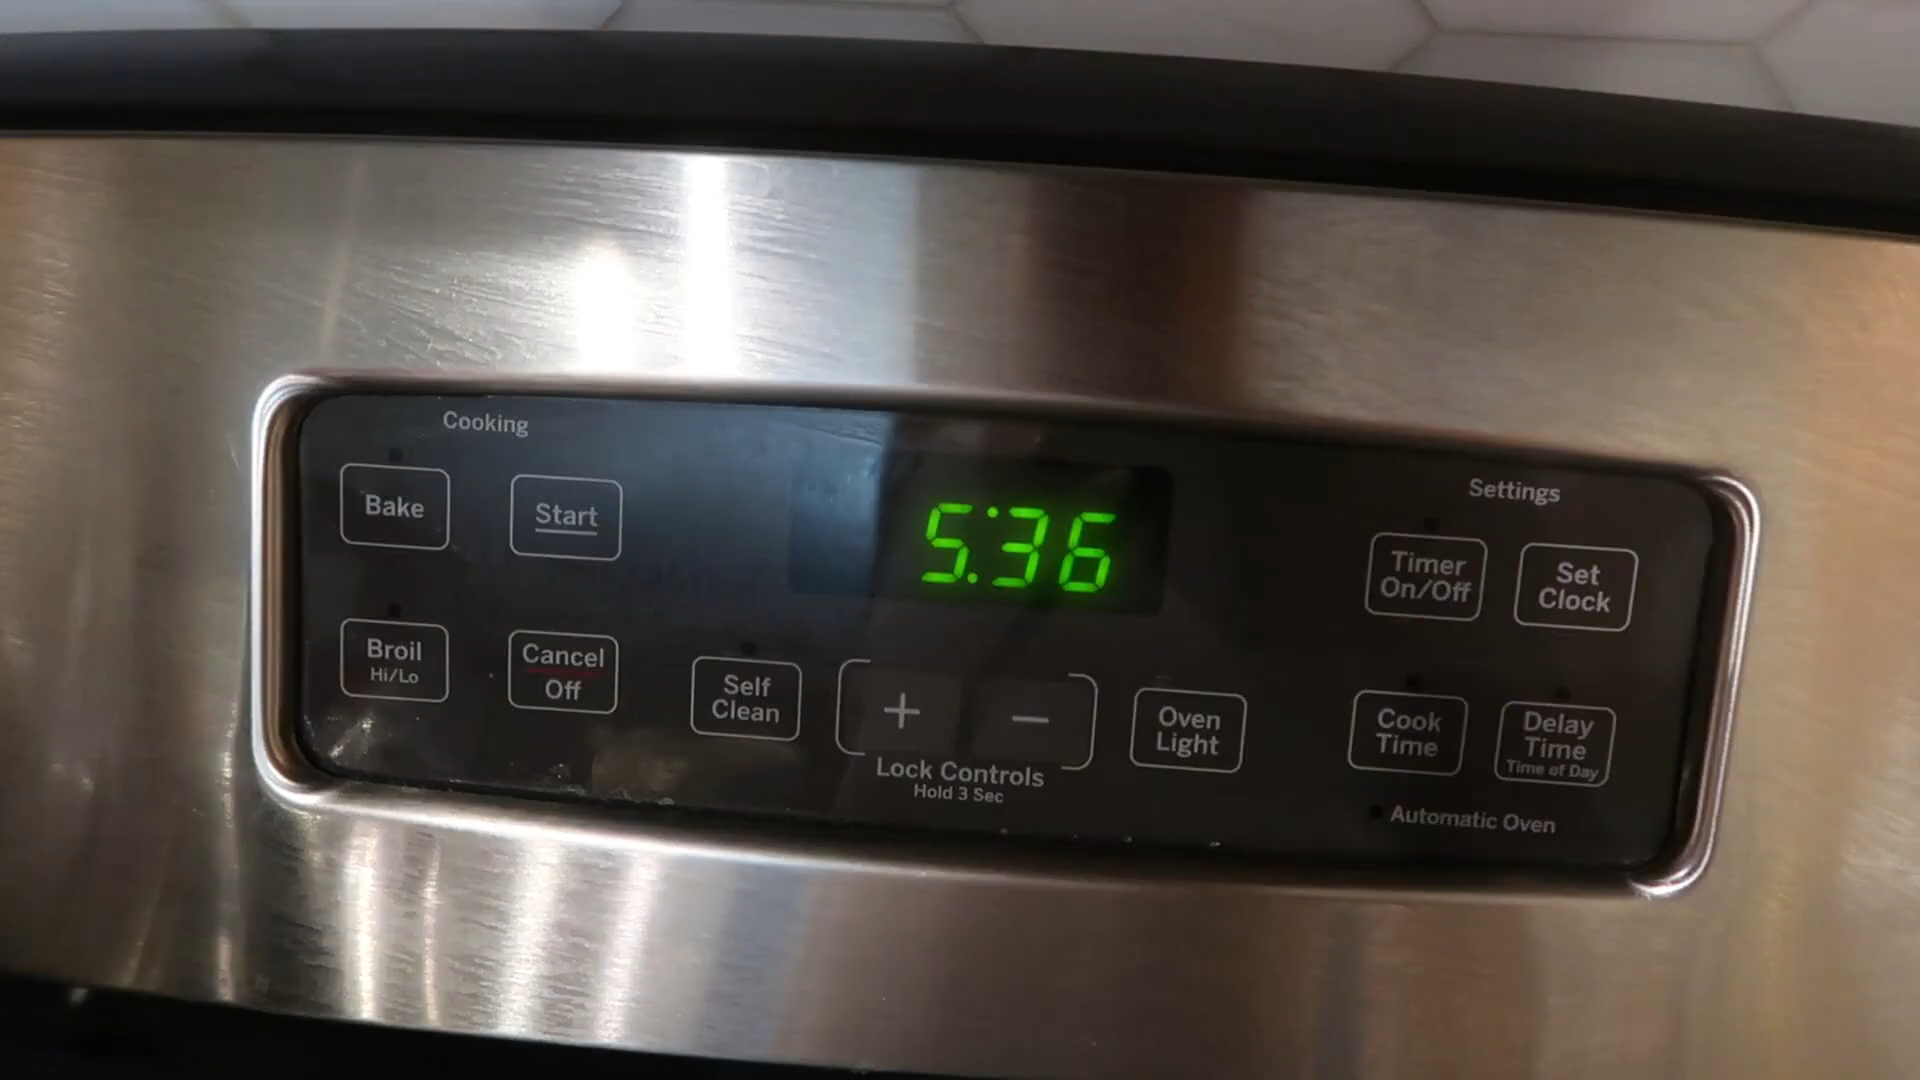 Cooking
Bake
Start
Broil
Hi/Lo
Cancel
Off
Self
Clean
5:36
+
−
Lock Controls
Hold 3 Sec
Oven
Light
Settings
Timer
On/Off
Set
Clock
Cook
Time
Delay
Time
Time of Day
Automatic Oven